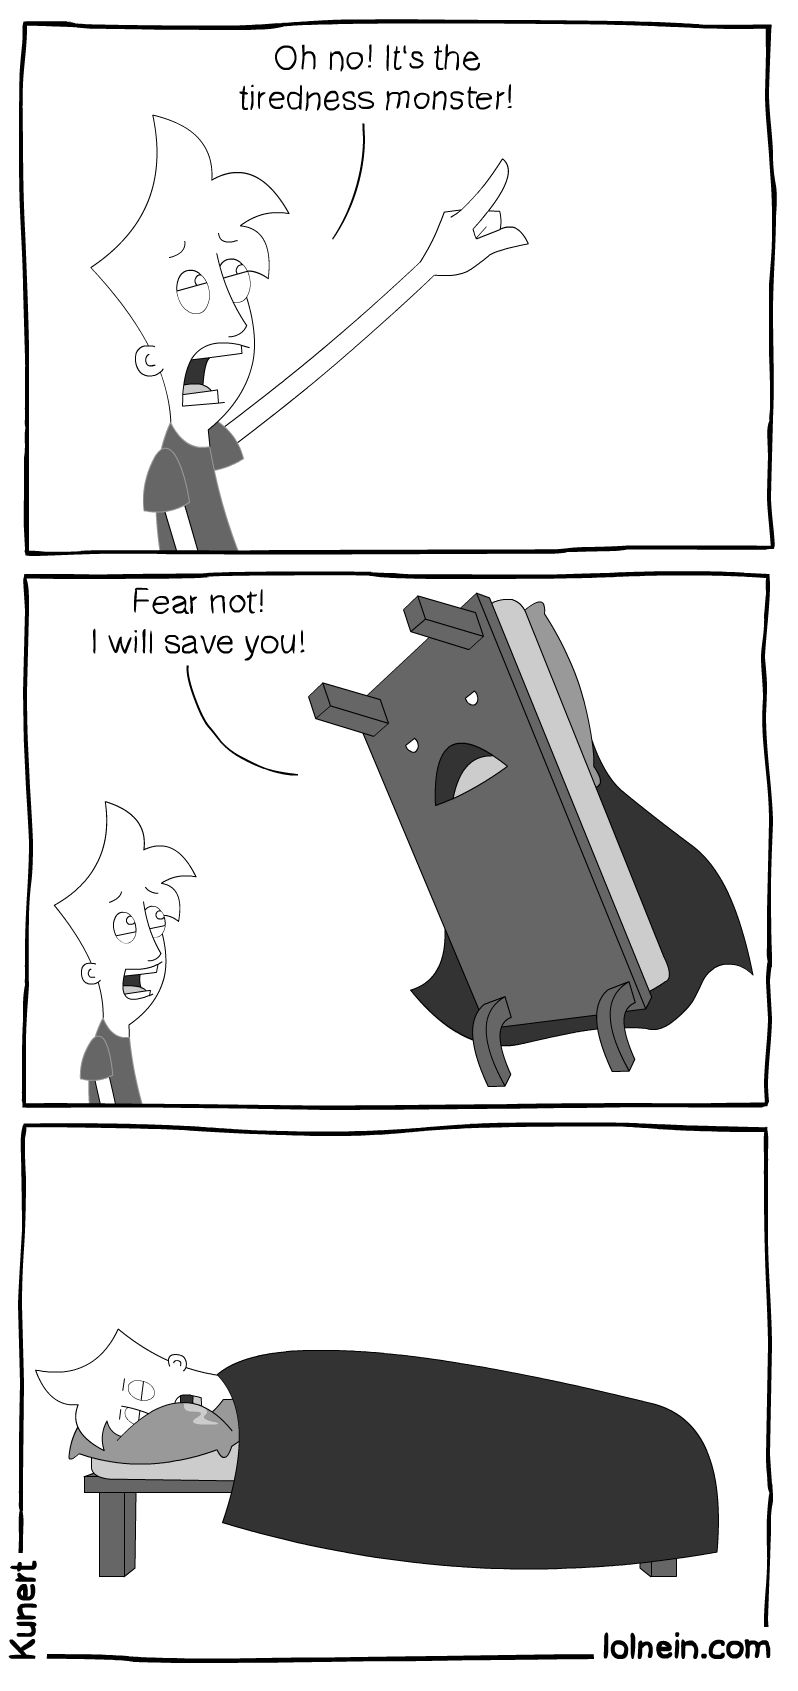 Oh no! It's the
tiredness monster!
Fear not!
I will save you!
Kunert
lolnein.com